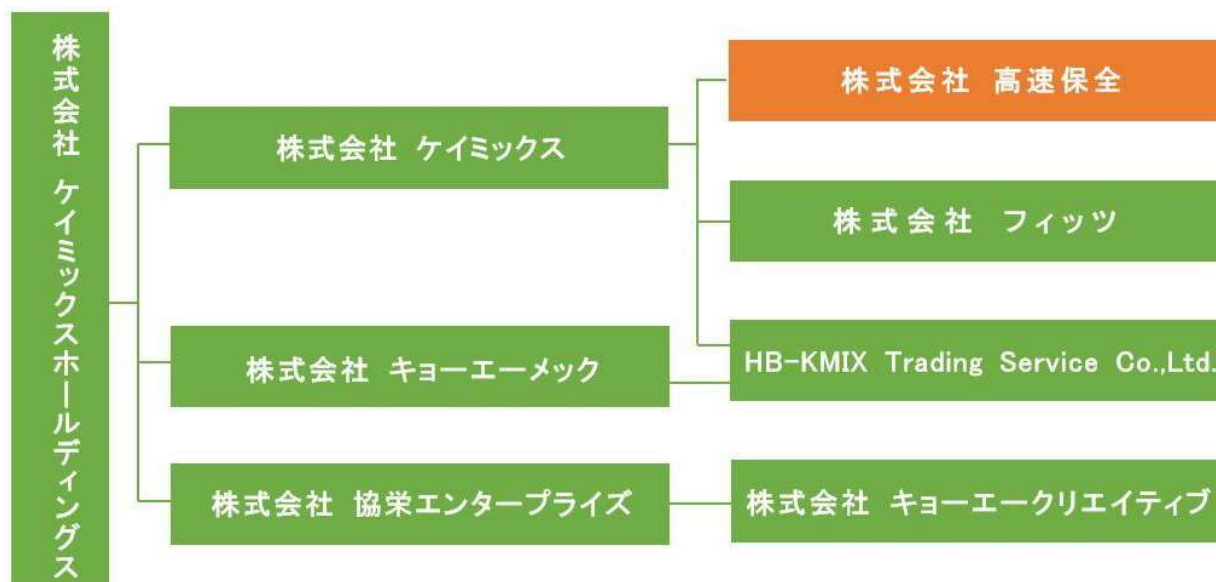 株式会社 ケイミックスホールディングス
株式会社 ケイミックス
株式会社 高速保全
株式会社 フィッツ
株式会社 キョーエーメック
HB-KMIX Trading Service Co.,Ltd.
株式会社 協栄エンタープライズ
株式会社 キョーエークリエイティブ